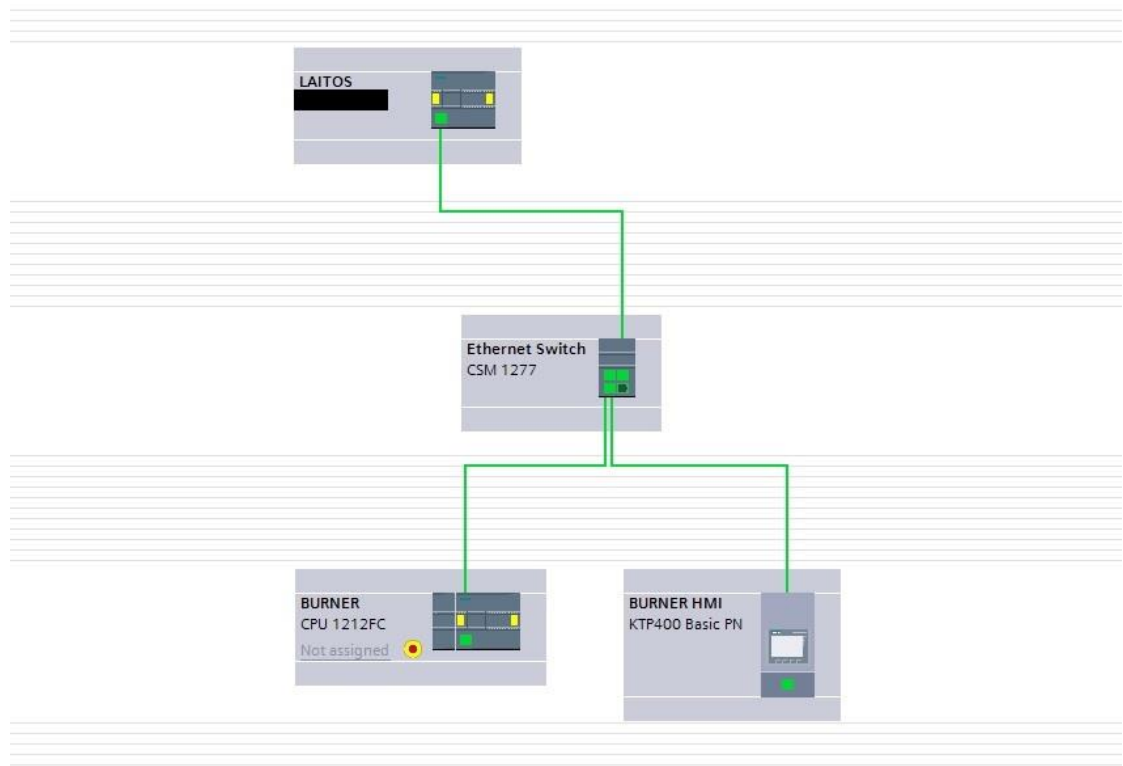 LAITOS
Ethernet Switch
CSM 1277
BURNER
CPU 1212FC
Not assigned
BURNER HMI
KTP400 Basic PN